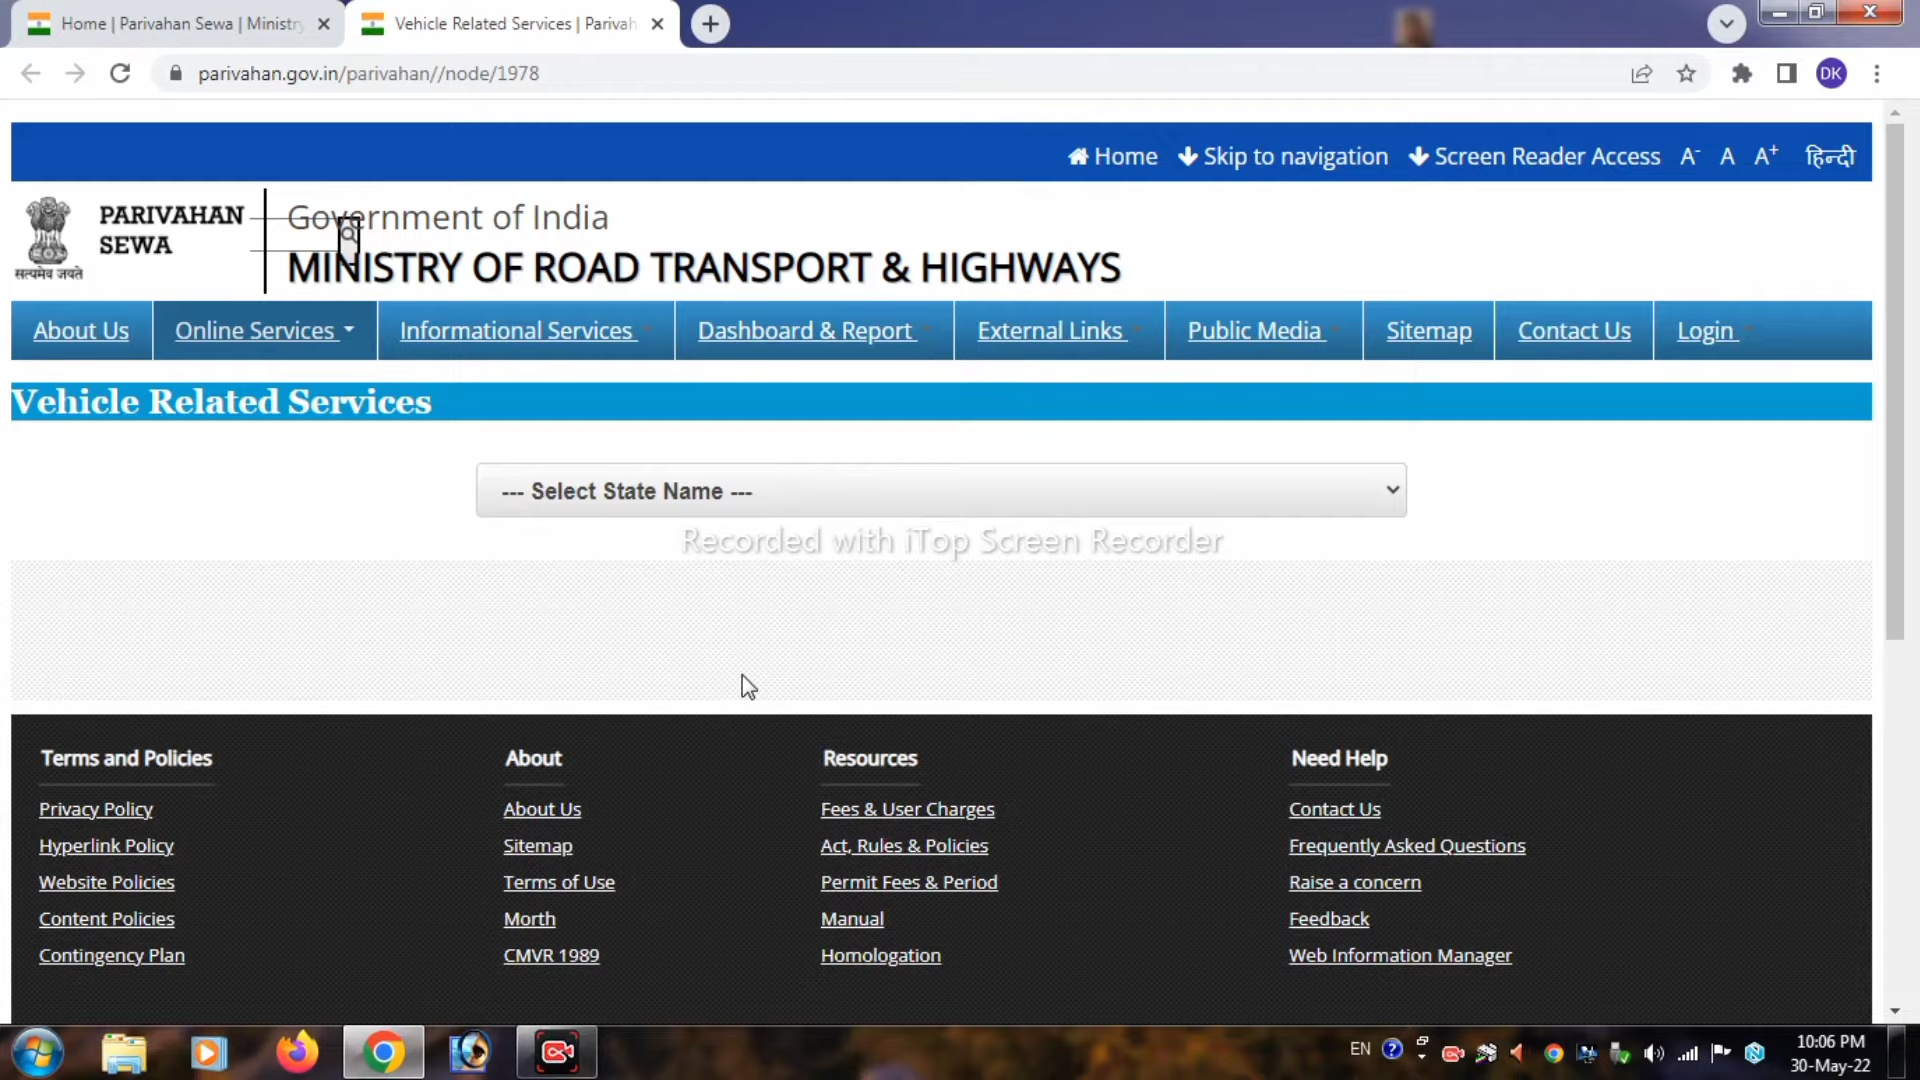 Home | Parivahan Sewa | Ministry
Vehicle Related Services | Parivah
parivahan.gov.in/parivahan//node/1978
DK
Home
Skip to navigation
Screen Reader Access
A-
A
A+
हिन्दी
सत्यमेव जयते
PARIVAHAN
SEWA
Government of India
MINISTRY OF ROAD TRANSPORT & HIGHWAYS
About Us
Online Services
Informational Services
Dashboard & Report
External Links
Public Media
Sitemap
Contact Us
Login
Vehicle Related Services
--- Select State Name ---
Recorded with iTop Screen Recorder
Terms and Policies
Privacy Policy
Hyperlink Policy
Website Policies
Content Policies
Contingency Plan
About
About Us
Sitemap
Terms of Use
Morth
CMVR 1989
Resources
Fees & User Charges
Act, Rules & Policies
Permit Fees & Period
Manual
Homologation
Need Help
Contact Us
Frequently Asked Questions
Raise a concern
Feedback
Web Information Manager
EN
10:06 PM
30-May-22